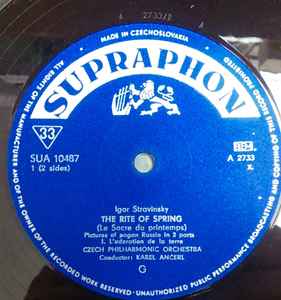 A 2733/2
MADE IN CZECHOSLOVAKIA
SUPRAPHON
ALL RIGHTS OF THE MANUFACTURER AND OF THE OWNER OF THE RECORDED WORK RESERVED · UNAUTHORIZED PUBLIC PERFORMANCE BROADCASTING AND COPYING OF THIS RECORD PROHIBITED
33
SUA 10487
1 (2 sides)
A 2733
Igor Stravinsky
THE RITE OF SPRING
(Le Sacre du printemps)
Pictures of pagan Russia in 2 parts
I. L'adoration de la terre
CZECH PHILHARMONIC ORCHESTRA
Conductor: KAREL ANČERL
G